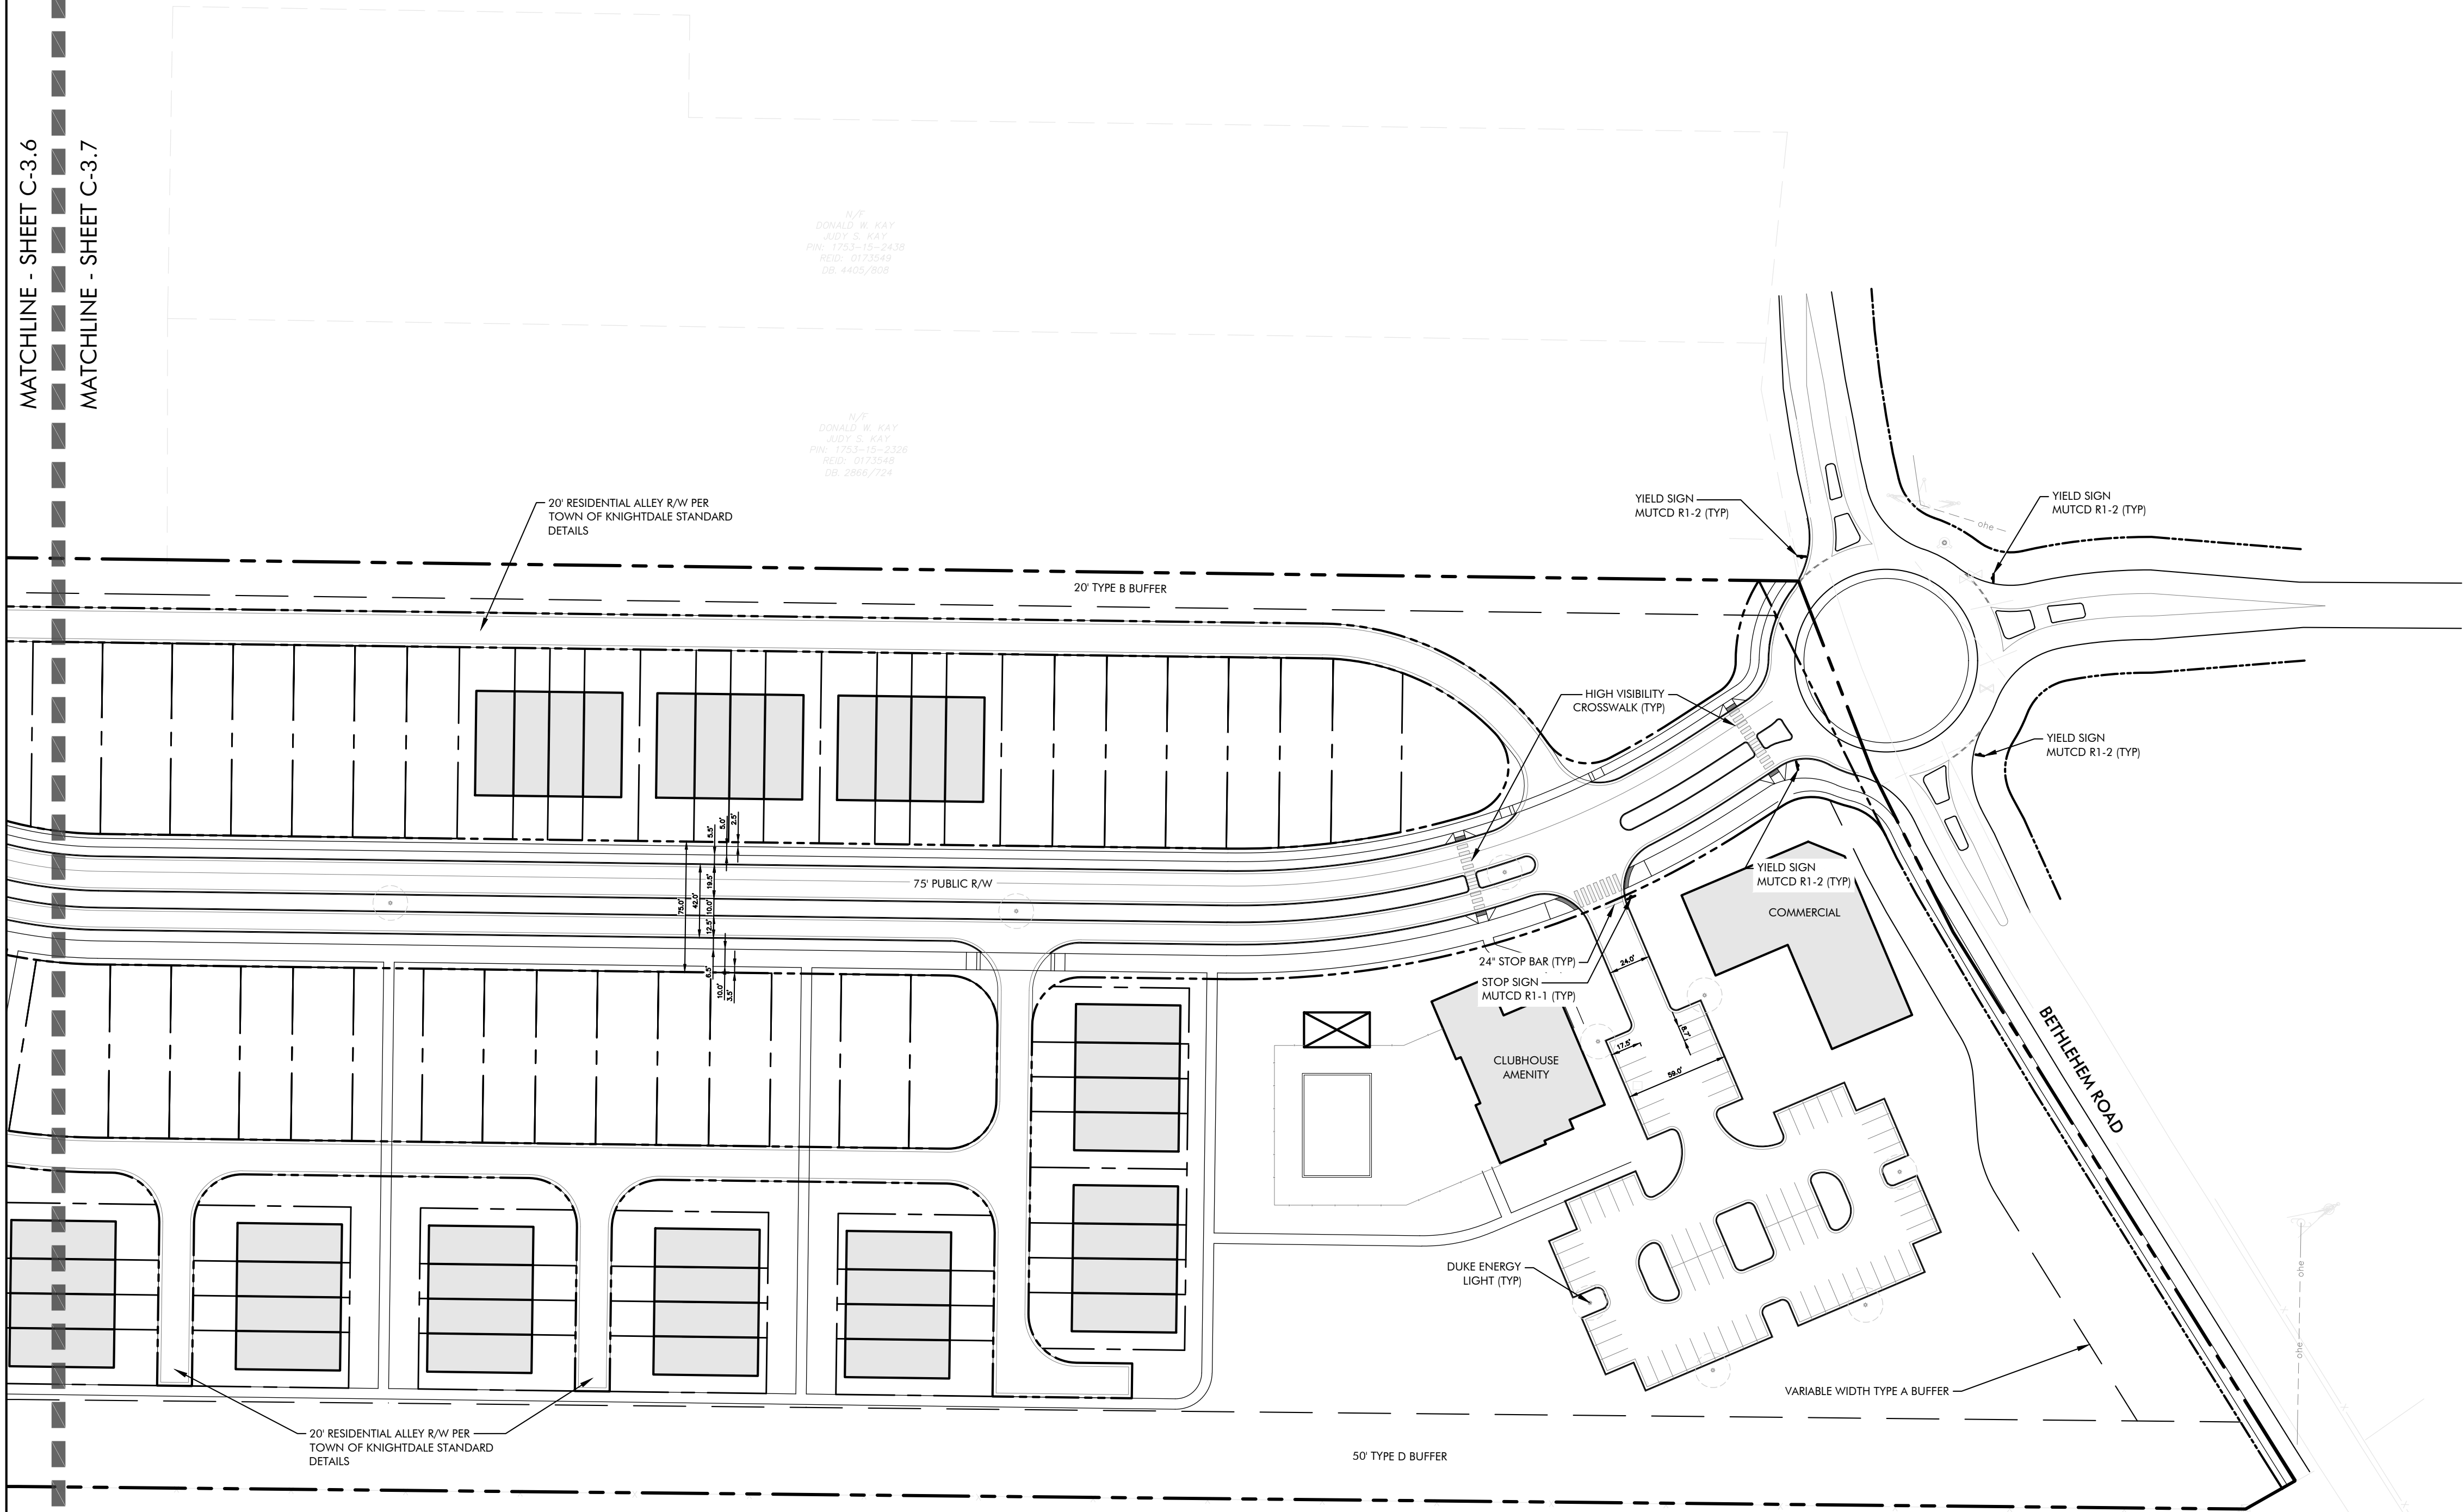 MATCHLINE - SHEET C-3.6
MATCHLINE - SHEET C-3.7
N/F
DONALD W. KAY
JUDY S. KAY
PIN: 1753-15-2438
REID: 0173549
DB. 4405/808
N/F
DONALD W. KAY
JUDY S. KAY
PIN: 1753-15-2326
REID: 0173548
DB 2866/724
20' RESIDENTIAL ALLEY R/W PER
TOWN OF KNIGHTDALE STANDARD
DETAILS
YIELD SIGN
MUTCD R1-2 (TYP)
YIELD SIGN
MUTCD R1-2 (TYP)
ohe
20' TYPE B BUFFER
HIGH VISIBILITY
CROSSWALK (TYP)
YIELD SIGN
MUTCD R1-2 (TYP)
5.5'
5.0'
2.5'
75' PUBLIC R/W
75.0'
42.0'
19.5'
10.0'
12.5'
6.5'
10.0'
3.5'
YIELD SIGN
MUTCD R1-2 (TYP)
COMMERCIAL
24" STOP BAR (TYP)
STOP SIGN
MUTCD R1-1 (TYP)
24.0'
8.7'
17.5'
59.0'
CLUBHOUSE
AMENITY
BETHLEHEM ROAD
DUKE ENERGY
LIGHT (TYP)
ohe
ohe
VARIABLE WIDTH TYPE A BUFFER
20' RESIDENTIAL ALLEY R/W PER
TOWN OF KNIGHTDALE STANDARD
DETAILS
50' TYPE D BUFFER